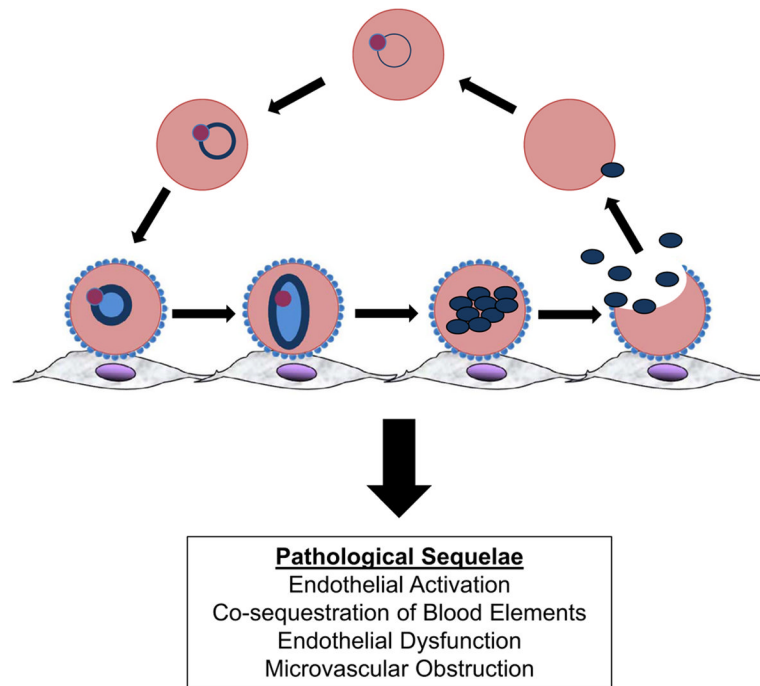 Pathological Sequelae
Endothelial Activation
Co-sequestration of Blood Elements
Endothelial Dysfunction
Microvascular Obstruction